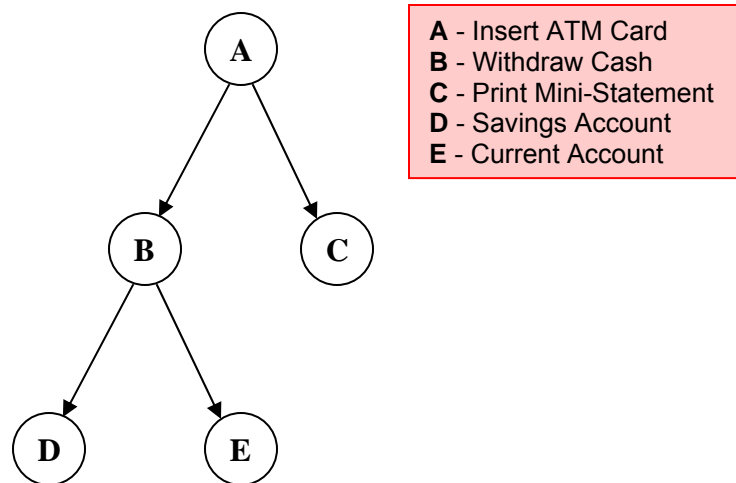 A
A - Insert ATM Card
B - Withdraw Cash
C - Print Mini-Statement
D - Savings Account
E - Current Account
B
C
D
E